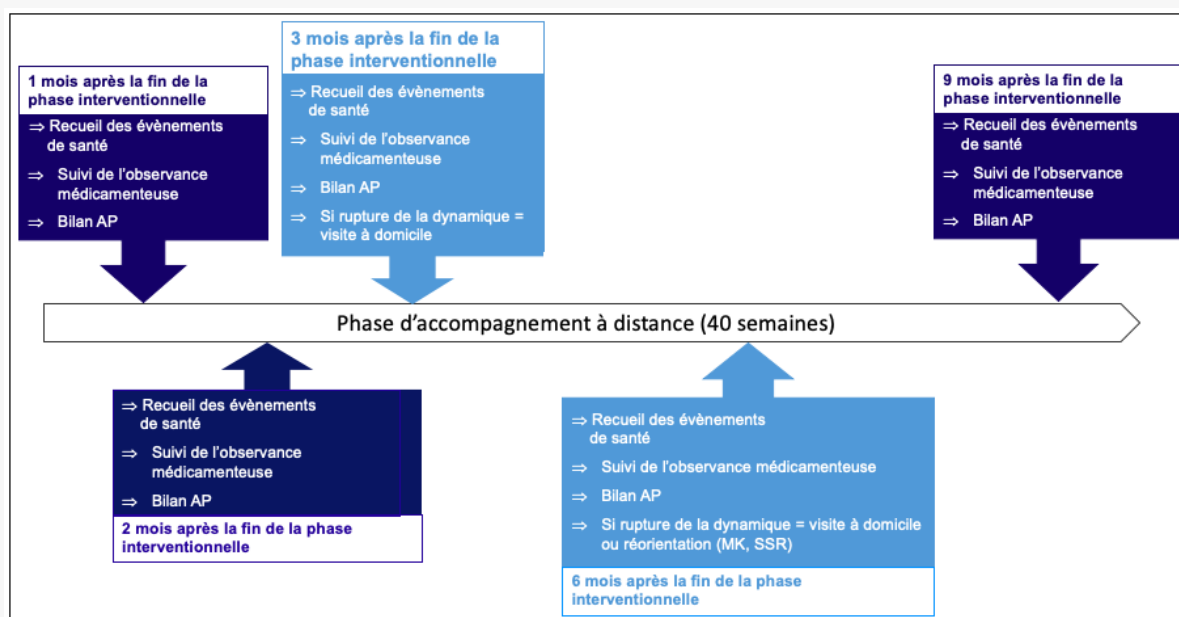 1 mois après la fin de la
phase interventionnelle
⇒ Recueil des évènements
de santé
⇒ Suivi de l'observance
médicamenteuse
⇒ Bilan AP
3 mois après la fin de la
phase interventionnelle
⇒ Recueil des évènements
de santé
⇒ Suivi de l'observance
médicamenteuse
⇒ Bilan AP
⇒ Si rupture de la dynamique =
visite à domicile
9 mois après la fin de la
phase interventionnelle
⇒ Recueil des évènements
de santé
⇒ Suivi de l'observance
médicamenteuse
⇒ Bilan AP
Phase d'accompagnement à distance (40 semaines)
⇒ Recueil des évènements
de santé
⇒ Suivi de l'observance
médicamenteuse
⇒ Bilan AP
2 mois après la fin de la phase
interventionnelle
⇒ Recueil des évènements
de santé
⇒ Suivi de l'observance médicamenteuse
⇒ Bilan AP
⇒ Si rupture de la dynamique = visite à domicile
ou réorientation (MK, SSR)
6 mois après la fin de la phase
interventionnelle